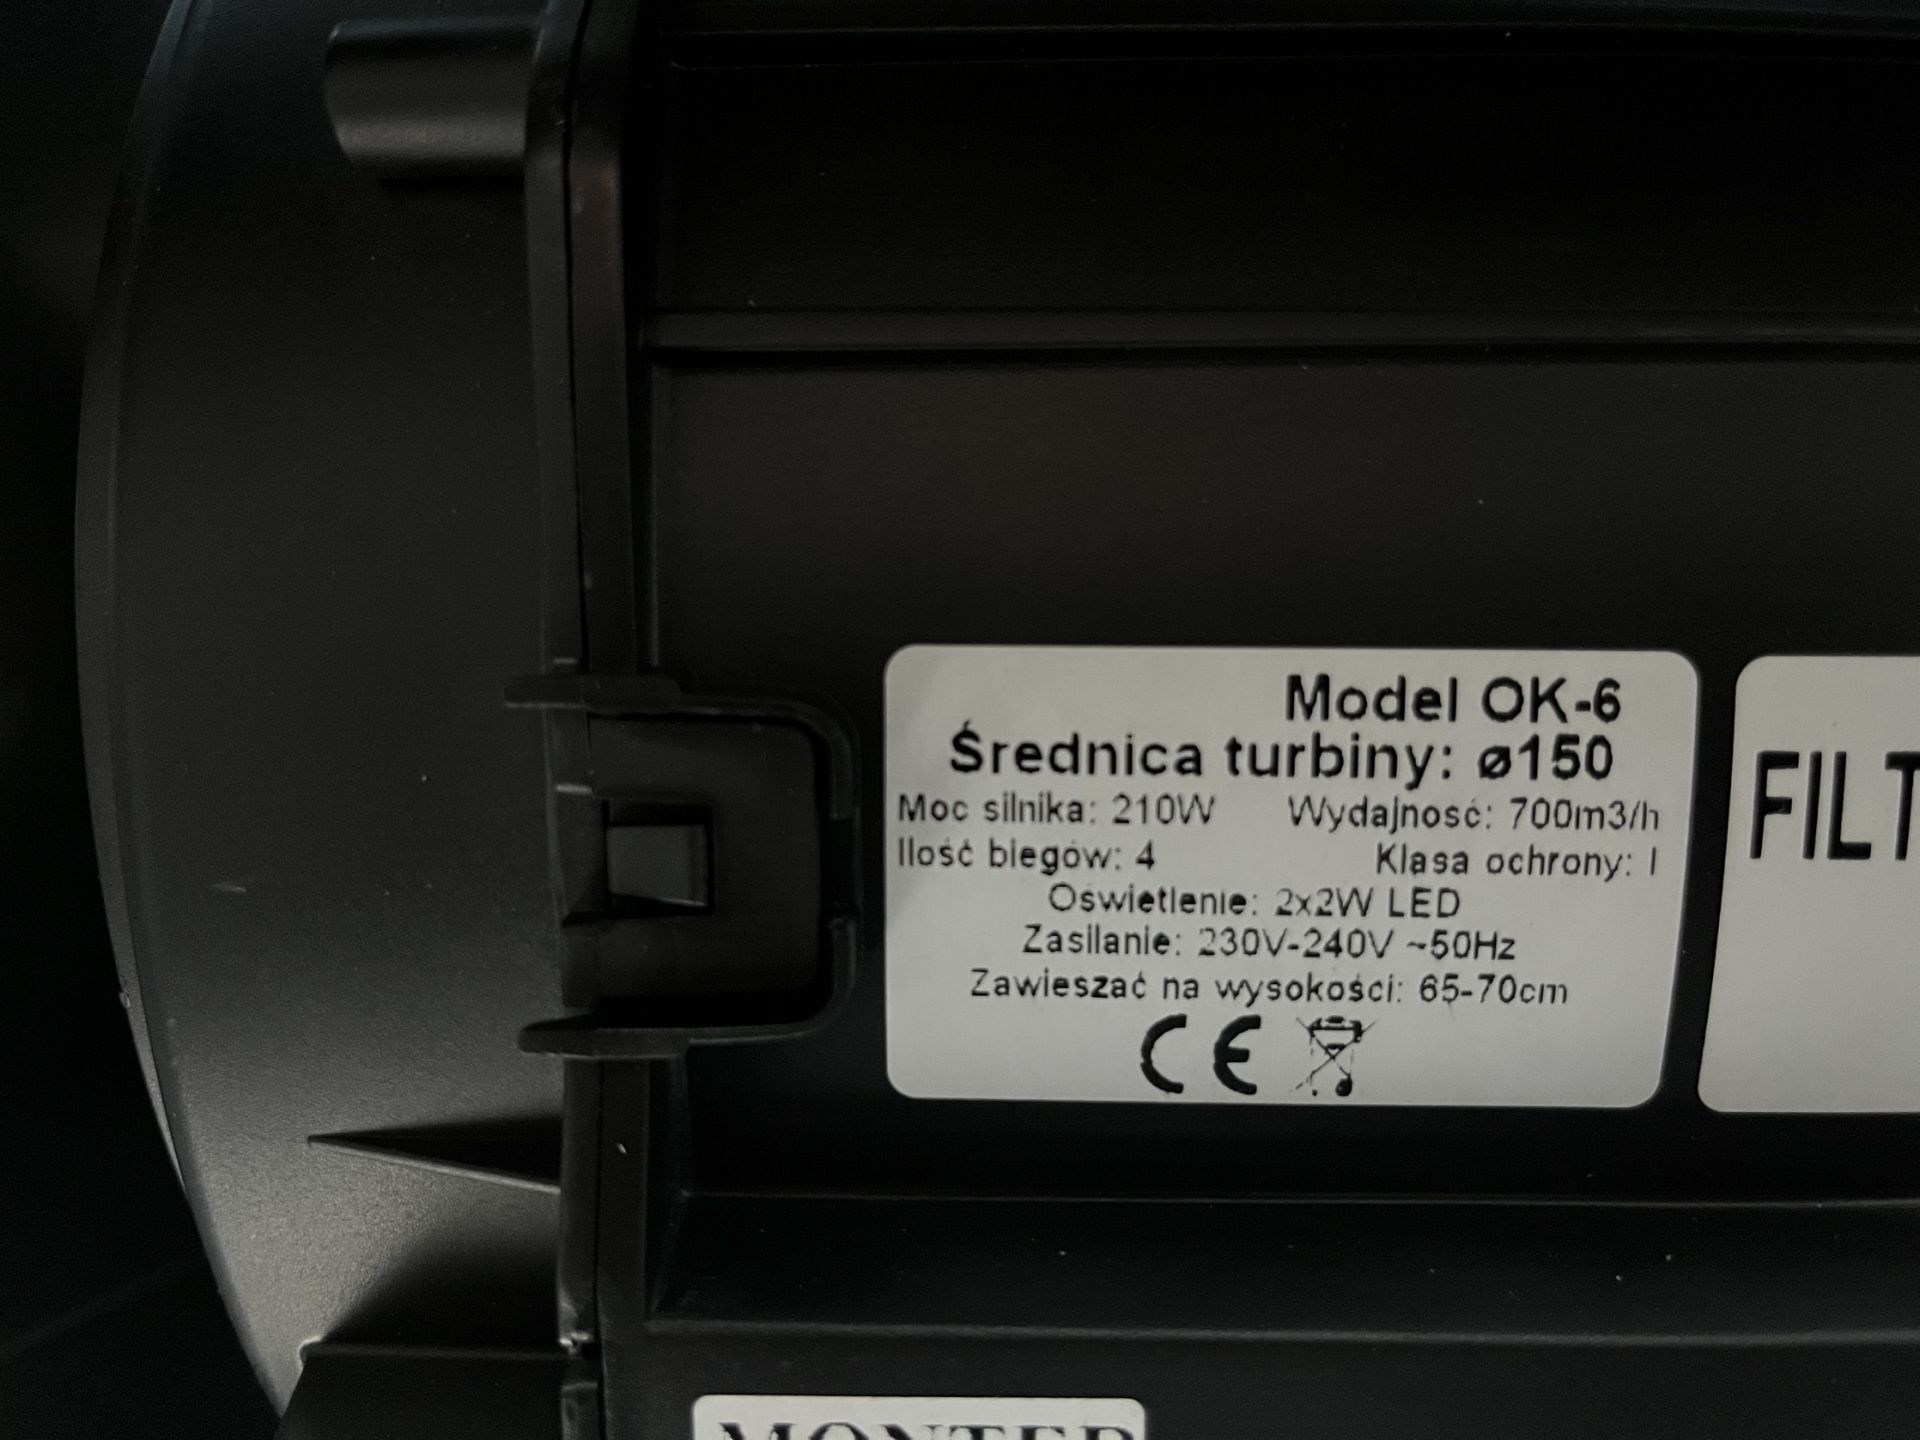 Model OK-6
Średnica turbiny: ø150
Moc silnika: 210W Wydajność: 700m3/h
Ilość biegów: 4 Klasa ochrony: I
Oświetlenie: 2x2W LED
Zasilanie: 230V-240V ~50Hz
Zawieszać na wysokości: 65-70cm
CE
FILT